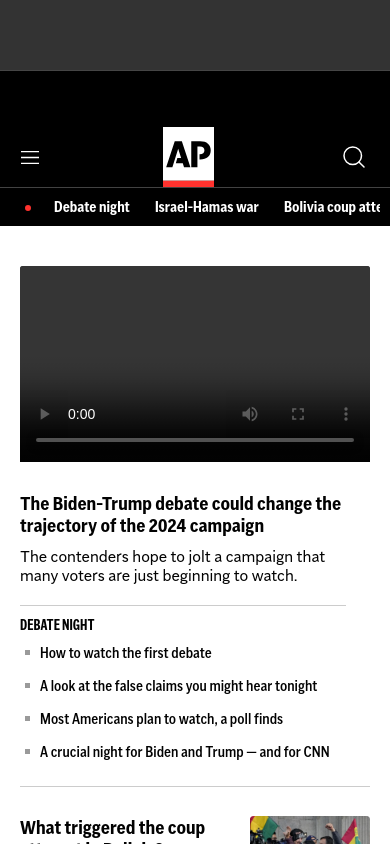 AP
Debate night Israel-Hamas war Bolivia coup
0:00
The Biden-Trump debate could change the
trajectory of the 2024 campaign
The contenders hope to jolt a campaign that
many voters are just beginning to watch.
DEBATE NIGHT
How to watch the first debate
A look at the false claims you might hear tonight
Most Americans plan to watch, a poll finds
A crucial night for Biden and Trump — and for CNN
What triggered the coup